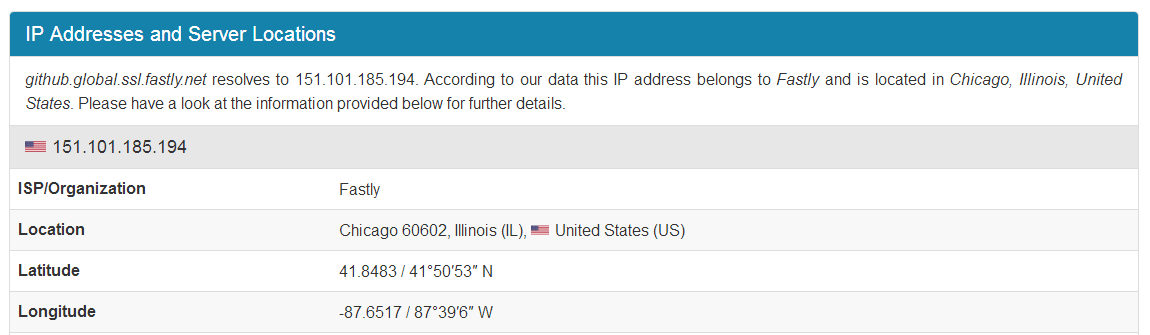 IP Addresses and Server Locations
github.global.ssl.fastly.net resolves to 151.101.185.194. According to our data this IP address belongs to Fastly and is located in Chicago, Illinois, United
States. Please have a look at the information provided below for further details.
151.101.185.194
ISP/Organization Fastly
Location Chicago 60602, Illinois (IL), United States (US)
Latitude 41.8483 / 41°50′53″ N
Longitude -87.6517 / 87°39′6″ W